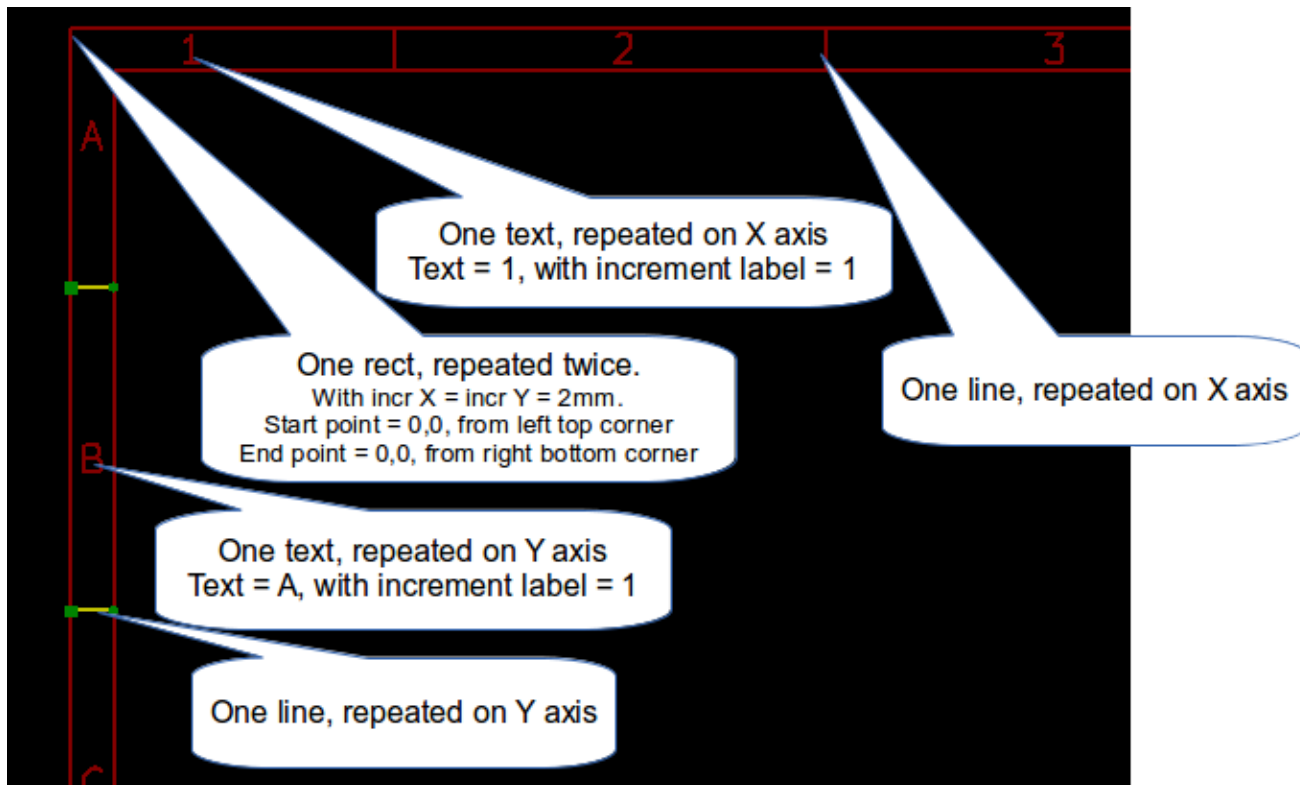 1
2
3
A
One text, repeated on X axis
Text = 1, with increment label = 1
One rect, repeated twice.
With incr X = incr Y = 2mm.
Start point = 0,0, from left top corner
End point = 0,0, from right bottom corner
One line, repeated on X axis
B
One text, repeated on Y axis
Text = A, with increment label = 1
One line, repeated on Y axis
C